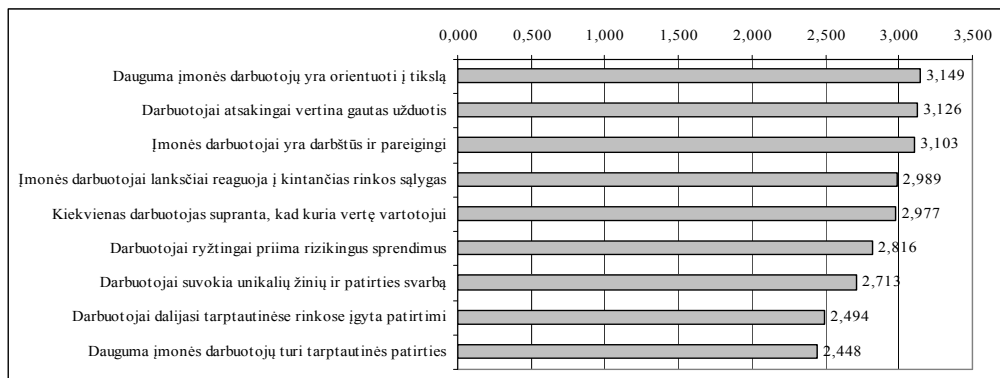 0,000 0,500 1,000 1,500 2,000 2,500 3,000 3,500
Dauguma įmonės darbuotojų yra orientuoti į tikslą 3,149
Darbuotojai atsakingai vertina gautas užduotis 3,126
Įmonės darbuotojai yra darbštūs ir pareigingi 3,103
Įmonės darbuotojai lanksčiai reaguoja į kintančias rinkos sąlygas 2,989
Kiekvienas darbuotojas supranta, kad kuria vertę vartotojui 2,977
Darbuotojai ryžtingai priima rizikingus sprendimus 2,816
Darbuotojai suvokia unikalių žinių ir patirties svarbą 2,713
Darbuotojai dalijasi tarptautinėse rinkose įgyta patirtimi 2,494
Dauguma įmonės darbuotojų turi tarptautinės patirties 2,448